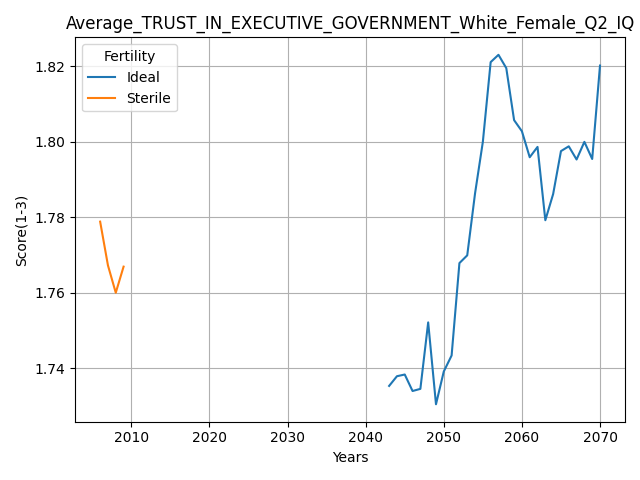 Average_TRUST_IN_EXECUTIVE_GOVERNMENT_White_Female_Q2_IQ
Fertility
Ideal
Sterile
Score(1-3)
1.82
1.80
1.78
1.76
1.74
2010
2020
2030
2040
2050
2060
2070
Years